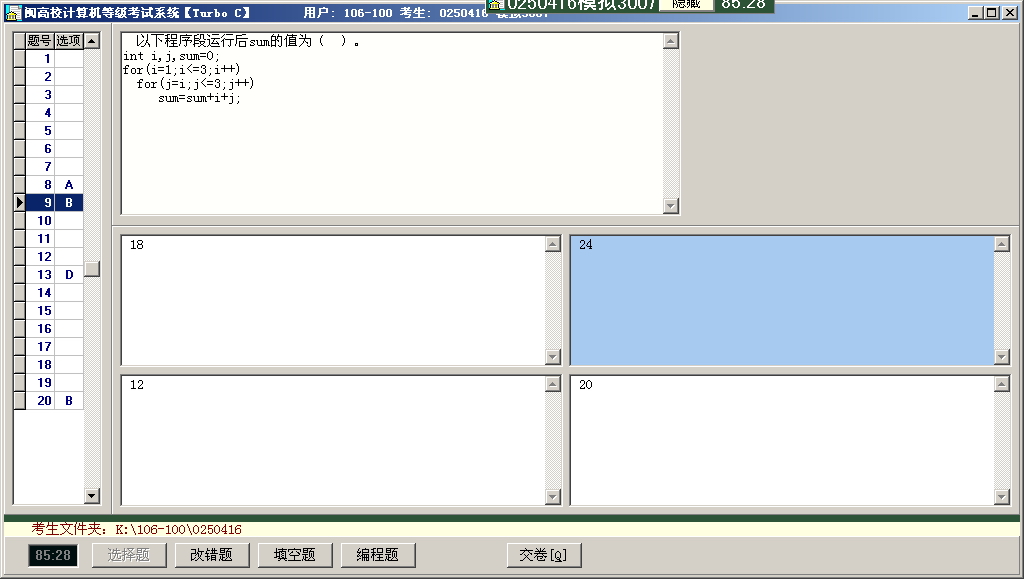 0250416模拟3007 隐藏 85:28
闽高校计算机等级考试系统【Turbo C】 用户: 106-100 考生: 0250416 模拟3007
题号 选项
1
2
3
4
5
6
7
8 A
9 B
10
11
12
13 D
14
15
16
17
18
19
20 B
以下程序段运行后sum的值为（ ）。
int i,j,sum=0;
for(i=1;i<=3;i++)
for(j=i;j<=3;j++)
sum=sum+i+j;
18
24
12
20
考生文件夹: K:\106-100\0250416
85:28 选择题 改错题 填空题 编程题 交卷[Q]